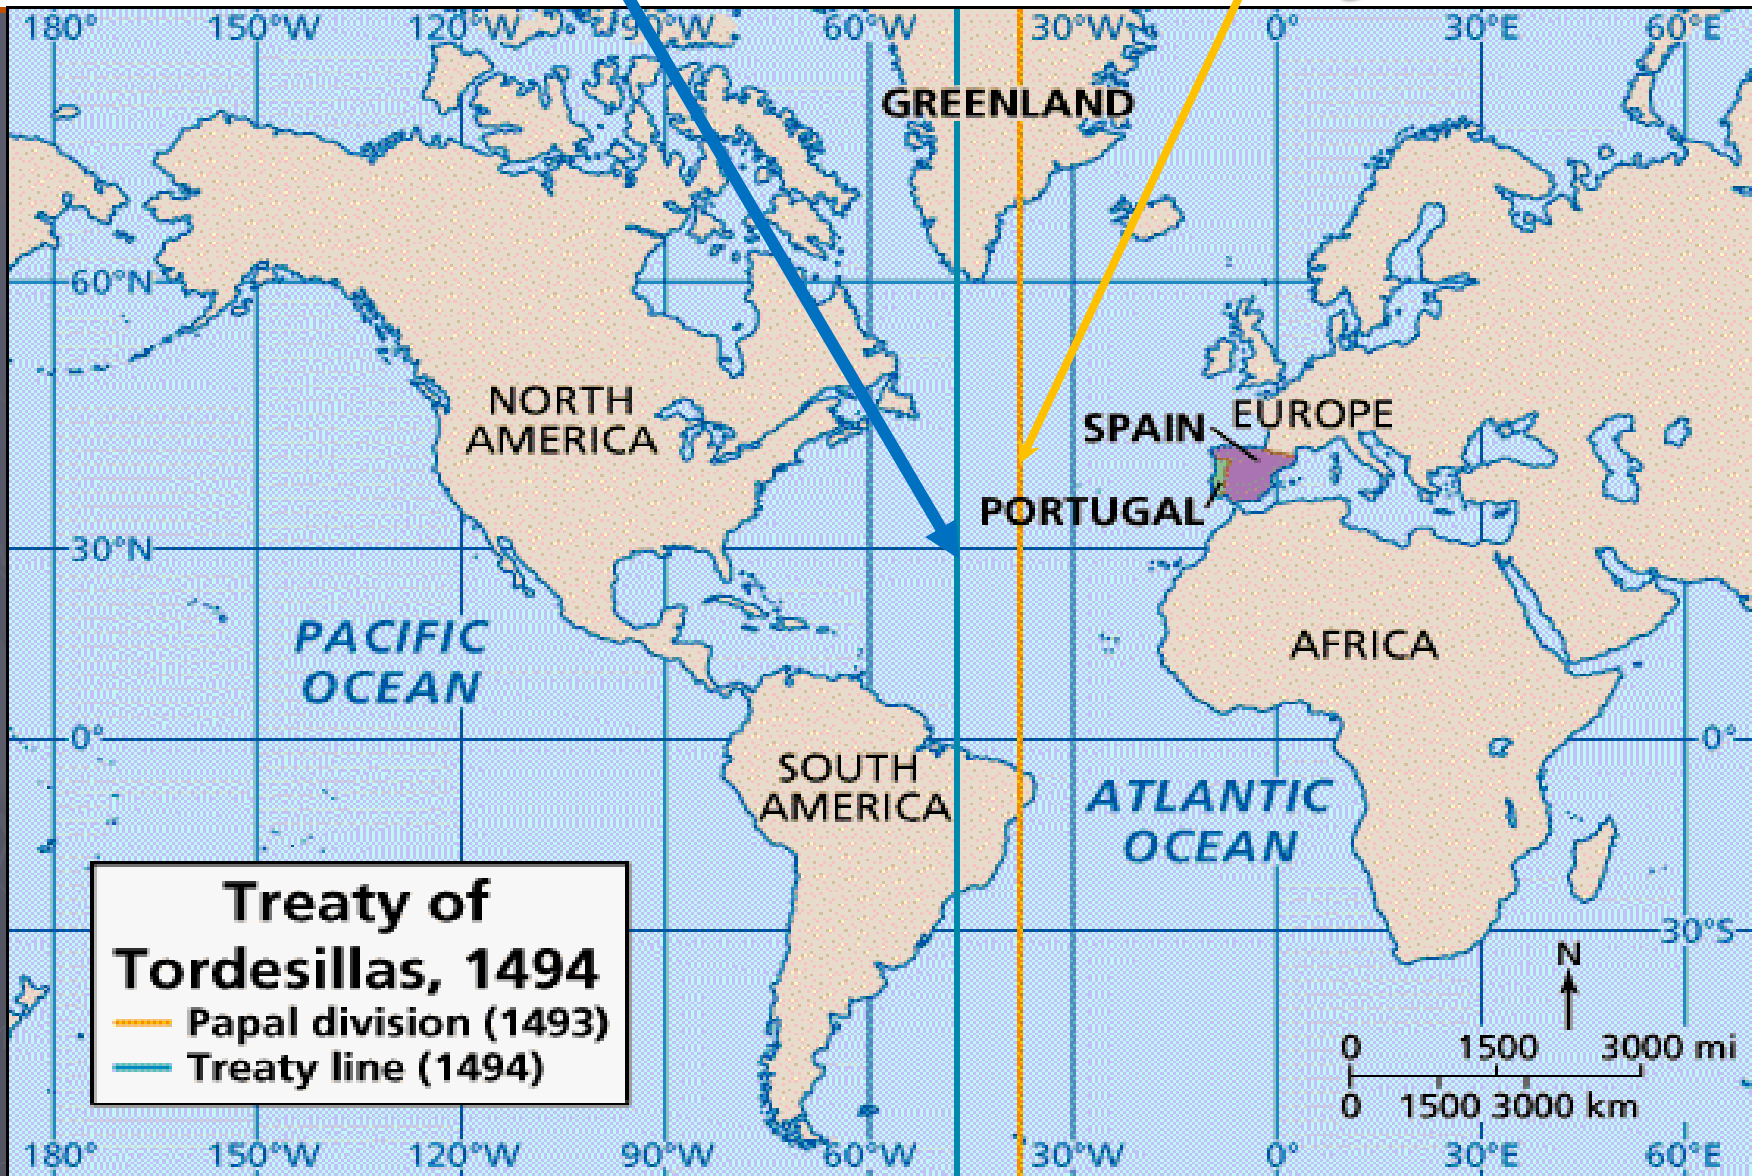 180° 150°W 120°W 90°W 60°W 30°W 0° 30°E 60°E
GREENLAND
60°N
NORTH
AMERICA
EUROPE
SPAIN
PORTUGAL
30°N
PACIFIC
OCEAN
AFRICA
0°
0°
SOUTH
AMERICA
ATLANTIC
OCEAN
30°S
Treaty of
Tordesillas, 1494
Papal division (1493)
Treaty line (1494)
N
0 1500 3000 mi
0 1500 3000 km
180° 150°W 120°W 90°W 60°W 30°W 0° 30°E 60°E